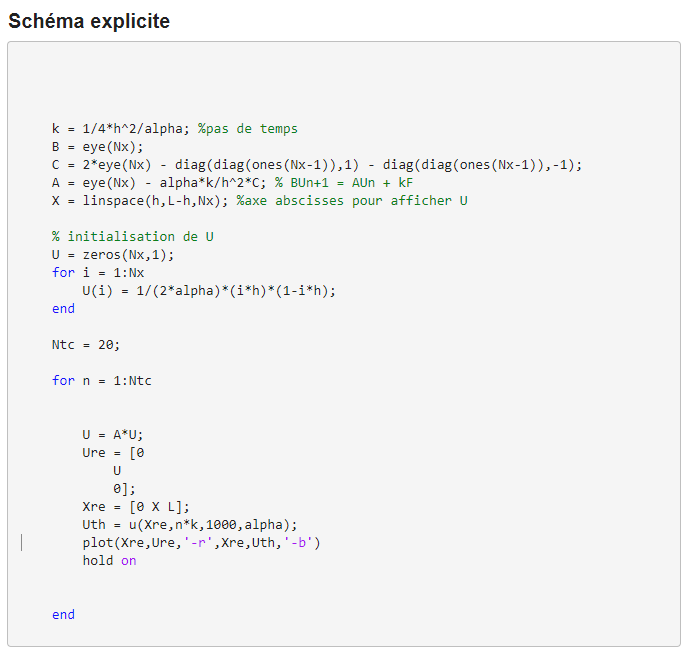 Schéma explicite
k = 1/4*h^2/alpha; %pas de temps
B = eye(Nx);
C = 2*eye(Nx) - diag(diag(ones(Nx-1)),1) - diag(diag(ones(Nx-1)),-1);
A = eye(Nx) - alpha*k/h^2*C; % BUn+1 = AUn + kF
X = linspace(h,L-h,Nx); %axe abscisses pour afficher U
% initialisation de U
U = zeros(Nx,1);
for i = 1:Nx
U(i) = 1/(2*alpha)*(i*h)*(1-i*h);
end
Ntc = 20;
for n = 1:Ntc
U = A*U;
Ure = [0
U
0];
Xre = [0 X L];
Uth = u(Xre,n*k,1000,alpha);
plot(Xre,Ure,'-r',Xre,Uth,'-b')
hold on
end